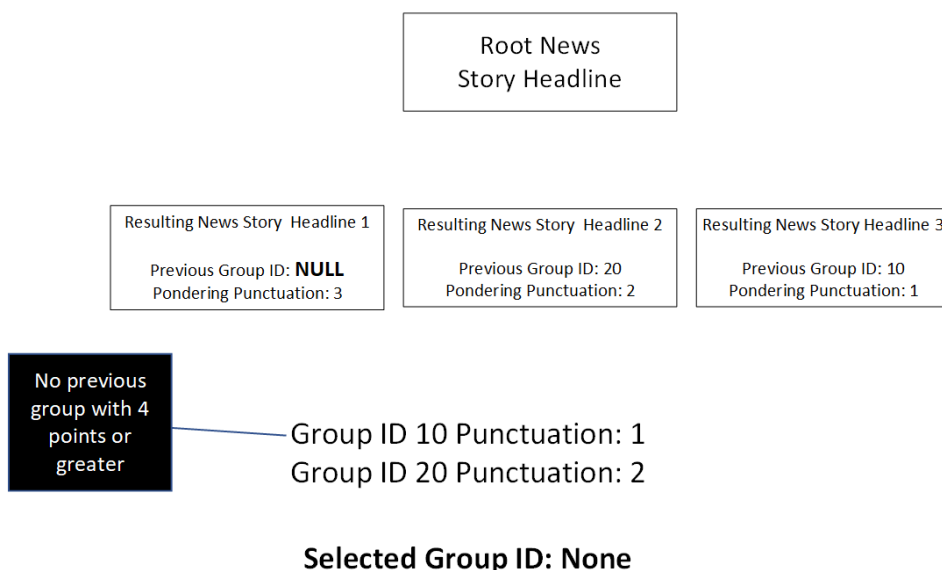 Root News
Story Headline
Resulting News Story Headline 1
Previous Group ID: NULL
Pondering Punctuation: 3
Resulting News Story Headline 2
Previous Group ID: 20
Pondering Punctuation: 2
Resulting News Story Headline 3
Previous Group ID: 10
Pondering Punctuation: 1
No previous
group with 4
points or
greater
Group ID 10 Punctuation: 1
Group ID 20 Punctuation: 2
Selected Group ID: None